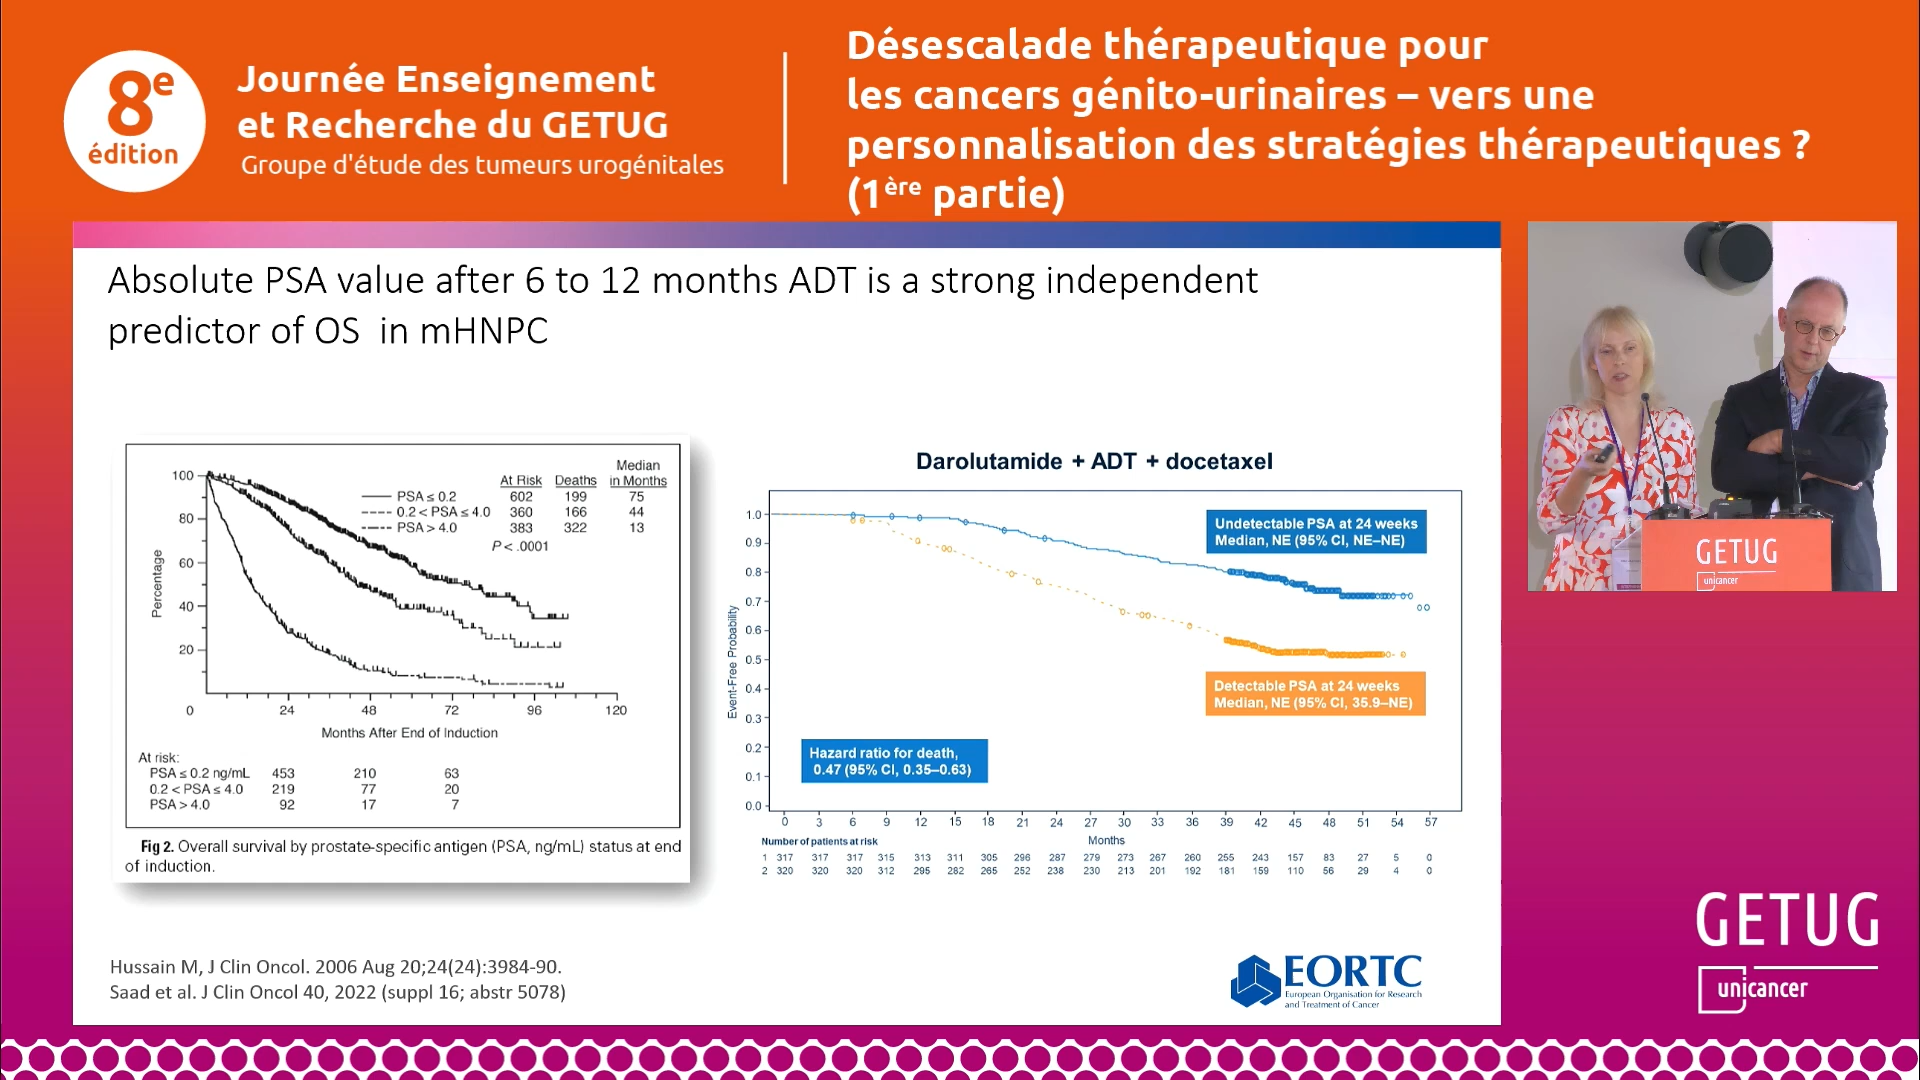 8e
édition
Journée Enseignement
et Recherche du GETUG
Groupe d'étude des tumeurs urogénitales
Désescalade thérapeutique pour
les cancers génito-urinaires – vers une
personnalisation des stratégies thérapeutiques ?
(1ère partie)
Absolute PSA value after 6 to 12 months ADT is a strong independent
predictor of OS in mHNPC
At Risk Deaths Median in Months
PSA ≤ 0.2 602 199 75
0.2 < PSA ≤ 4.0 360 166 44
PSA > 4.0 383 322 13
P < .0001
Percentage
100
80
60
40
20
0 24 48 72 96 120
Months After End of Induction
At risk:
PSA ≤ 0.2 ng/mL 453 210 63
0.2 < PSA ≤ 4.0 219 77 20
PSA > 4.0 92 17 7
Fig 2. Overall survival by prostate-specific antigen (PSA, ng/mL) status at end
of induction.
Darolutamide + ADT + docetaxel
Event-Free Probability
1.0
0.9
0.8
0.7
0.6
0.5
0.4
0.3
0.2
0.1
0.0
Undetectable PSA at 24 weeks
Median, NE (95% CI, NE–NE)
Detectable PSA at 24 weeks
Median, NE (95% CI, 35.9–NE)
Hazard ratio for death,
0.47 (95% CI, 0.35–0.63)
0 3 6 9 12 15 18 21 24 27 30 33 36 39 42 45 48 51 54 57
Months
Number of patients at risk
1 317 317 317 315 313 311 305 296 287 279 273 267 260 255 243 157 83 27 5 0
2 320 320 320 312 295 282 265 252 238 230 213 201 192 181 159 110 56 29 4 0
Hussain M, J Clin Oncol. 2006 Aug 20;24(24):3984-90.
Saad et al. J Clin Oncol 40, 2022 (suppl 16; abstr 5078)
EORTC
European Organisation for Research
and Treatment of Cancer
GETUG
unicancer
GETUG
unicancer